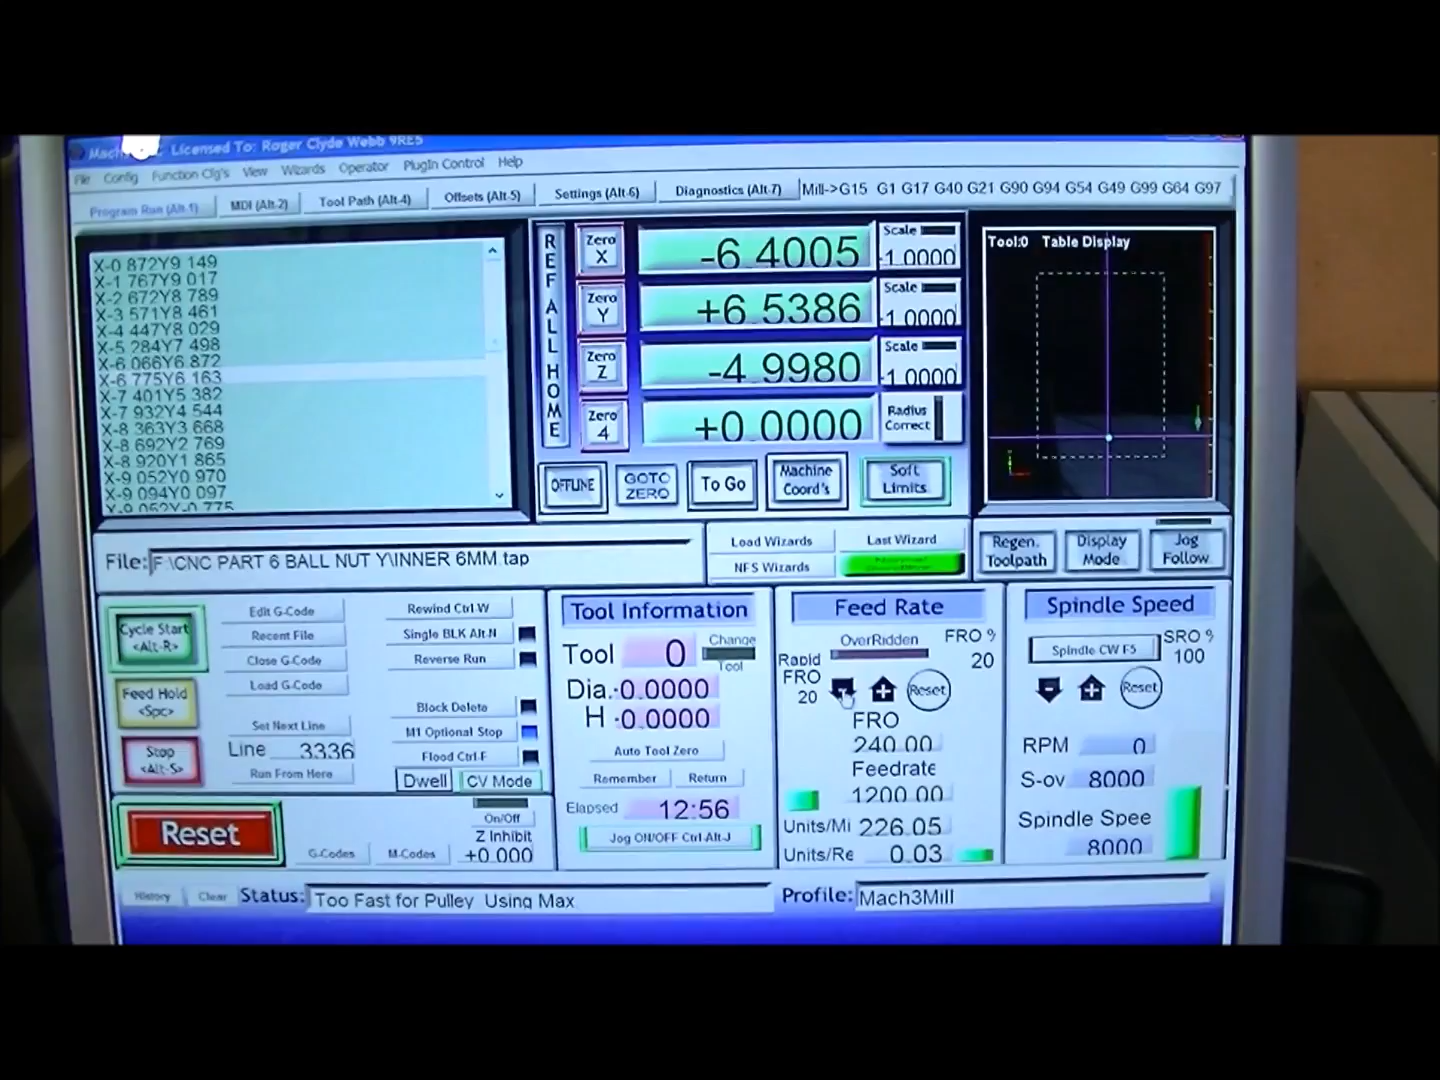 Licensed To: Roger Clyde Webb 9RE5
File Config Function Cfg's View Wizards Operator PlugIn Control Help
Program Run (Alt-1) MDI (Alt-2) Tool Path (Alt-4) Offsets (Alt-5) Settings (Alt-6) Diagnostics (Alt-7) Mill->G15 G1 G17 G40 G21 G90 G94 G54 G49 G99 G64 G97
X-0 872Y9 149
X-1 767Y9 017
X-2 672Y8 789
X-3 571Y8 461
X-4 447Y8 029
X-5 284Y7 498
X-6 066Y6 872
X-6 775Y6 163
X-7 401Y5 382
X-7 932Y4 544
X-8 363Y3 668
X-8 692Y2 769
X-8 920Y1 865
X-9 052Y0 970
X-9 094Y0 097
X-9 052Y-0 775
REF ALL HOME
Zero X -6.4005 Scale -1.0000
Zero Y +6.5386 Scale -1.0000
Zero Z -4.9980 Scale -1.0000
Zero 4 +0.0000 Radius Correct
OFFLINE GOTO ZERO To Go Machine Coord's Soft Limits
Tool:0 Table Display
File: F:\CNC PART 6 BALL NUT Y\INNER 6MM.tap
Load Wizards Last Wizard
NFS Wizards
Regen. Toolpath Display Mode Jog Follow
Cycle Start <Alt-R>
Feed Hold <Spc>
Stop <Alt-S>
Edit G-Code
Recent File
Close G-Code
Load G-Code
Set Next Line
Line 3336
Run From Here
Rewind Ctrl-W
Single BLK Alt-N
Reverse Run
Block Delete
M1 Optional Stop
Flood Ctrl-F
Dwell CV Mode
Reset
G-Codes M-Codes
On/Off
Z Inhibit
+0.000
Tool Information
Tool 0 Change Tool
Dia. -0.0000
H -0.0000
Auto Tool Zero
Remember Return
Elapsed 12:56
Jog ON/OFF Ctrl-Alt-J
Feed Rate
OverRidden FRO %
20
Rapid FRO
20
Reset
FRO
240.00
Feedrate
1200.00
Units/Mi 226.05
Units/Re 0.03
Spindle Speed
Spindle CW F5 SRO %
100
Reset
RPM 0
S-ov 8000
Spindle Spee
8000
History Clear Status: Too Fast for Pulley Using Max Profile: Mach3Mill